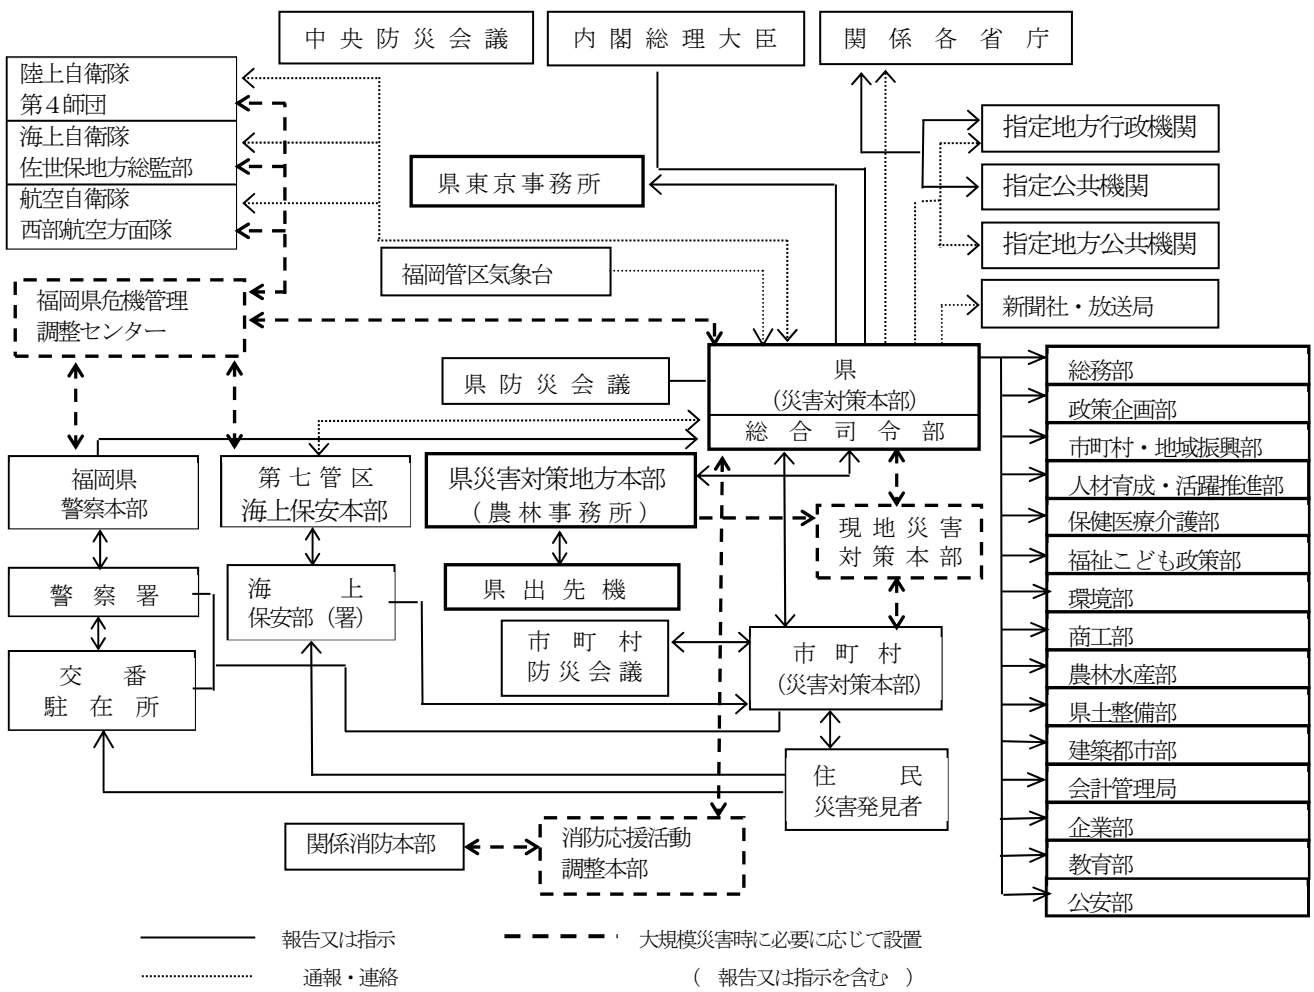 中央防災会議
内閣総理大臣
関係各省庁
陸上自衛隊
第４師団
海上自衛隊
佐世保地方総監部
航空自衛隊
西部航空方面隊
指定地方行政機関
指定公共機関
指定地方公共機関
新聞社・放送局
県東京事務所
福岡管区気象台
福岡県危機管理
調整センター
県防災会議
県
（災害対策本部）
総合司令部
総務部
政策企画部
市町村・地域振興部
人材育成・活躍推進部
保健医療介護部
福祉こども政策部
環境部
商工部
農林水産部
県土整備部
建築都市部
会計管理局
企業部
教育部
公安部
福岡県
警察本部
第七管区
海上保安本部
県災害対策地方本部
（農林事務所）
現地災害
対策本部
警察署
海上
保安部（署）
県出先機
市町村
防災会議
市町村
（災害対策本部）
交番
駐在所
住民
災害発見者
関係消防本部
消防応援活動
調整本部
報告又は指示
大規模災害時に必要に応じて設置
通報・連絡
（　報告又は指示を含む　）